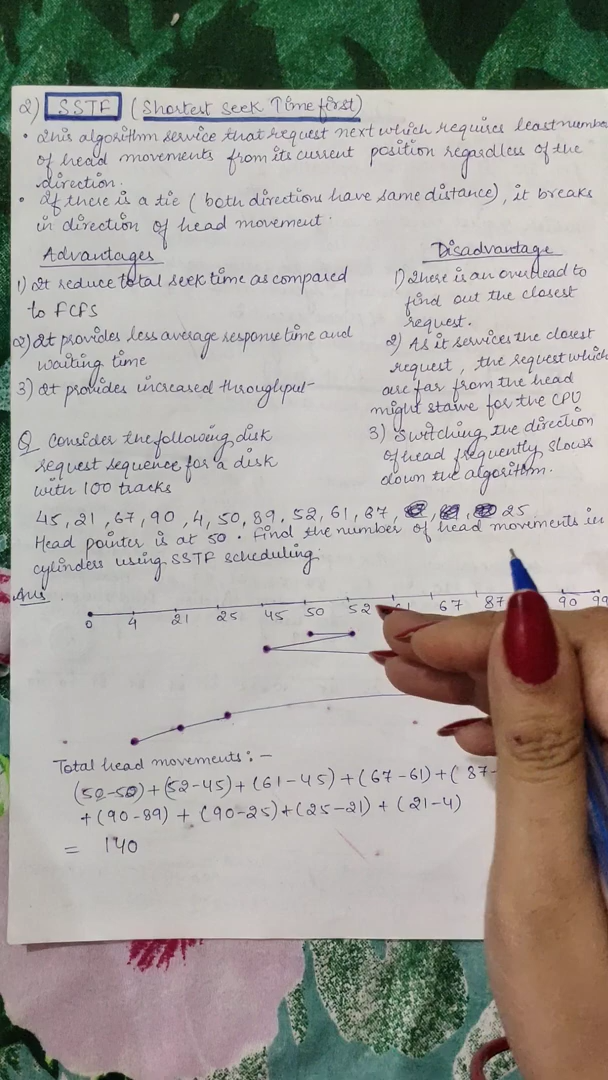 2) SSTF (Shortest Seek Time first)
• This algorithm service that request next which requires least number
of head movements from its current position regardless of the
direction.
• If there is a tie (both directions have same distance), it breaks
in direction of head movement.
Advantages
1) It reduce total seek time as compared
to FCFS
2) It provides less average response time and
waiting time
3) It provides increased throughput
Disadvantage
1) There is an overhead to
find out the closest
request.
2) As it services the closest
request, the request which
are far from the head
might starve for the CPU
3) Switching the direction
of head frequently slows
down the algorithm.
Q Consider the following disk
request sequence for a disk
with 100 tracks
45, 21, 67, 90, 4, 50, 89, 52, 61, 87, 25
Head pointer is at 50. Find the number of head movements in
cylinders using SSTF scheduling.
Ans.
0 4 21 25 45 50 52 61 67 87 90 99
Total head movements: -
(52-50)+(52-45)+(61-45)+(67-61)+(87-
+(90-89) + (90-25)+(25-21)+(21-4)
= 140